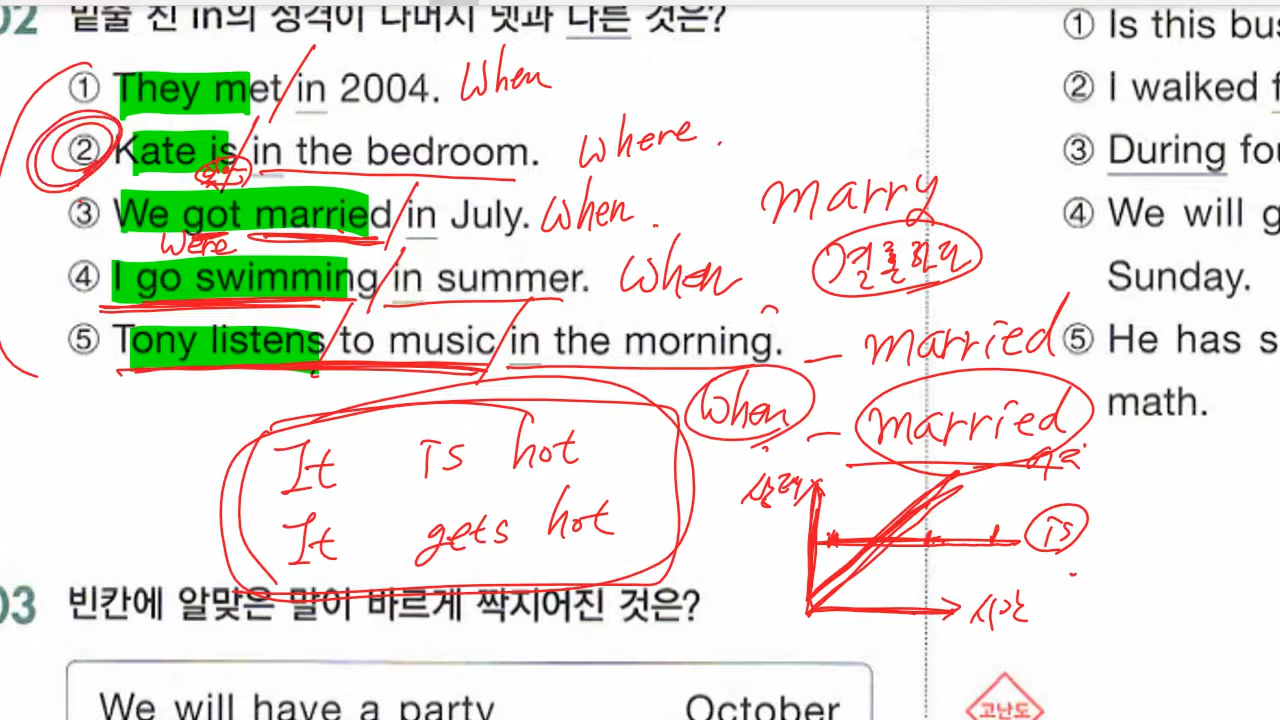 02 밑줄 친 in의 성격이 나머지 넷과 다른 것은?
① They met in 2004. When
② Kate is in the bedroom. where.
③ We got married in July. When.
were
④ I go swimming in summer. when
⑤ Tony listens to music in the morning.
when
marry
결혼하다
- married
- married
It is hot
It gets hot
is
시간
03 빈칸에 알맞은 말이 바르게 짝지어진 것은?
We will have a party
October
① Is this
② I walked
③ During
④ We will
Sunday.
⑤ He has
math.
고난도